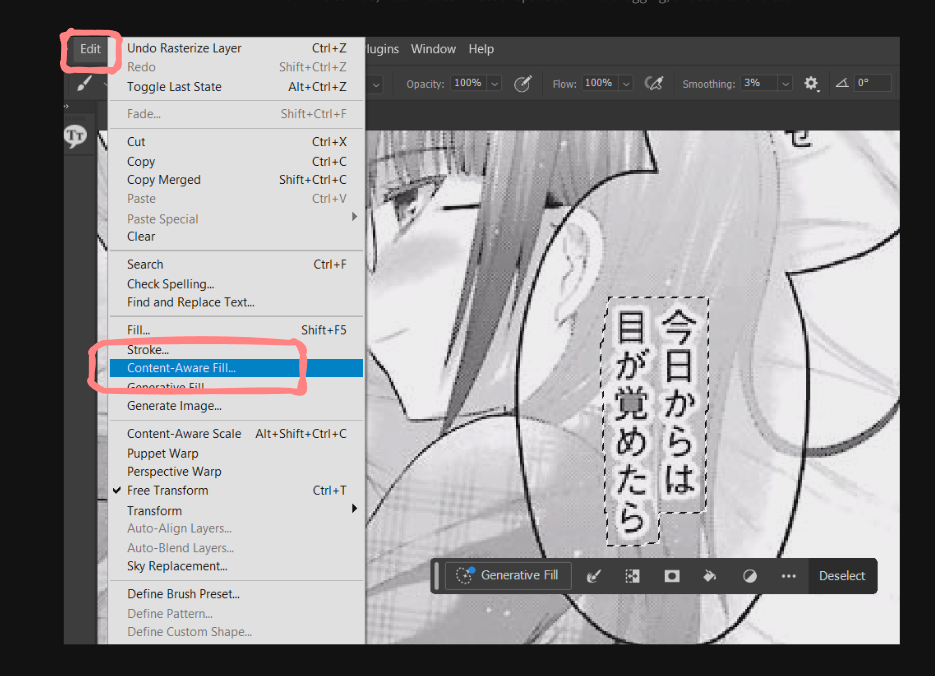 Edit
Plugins Window Help
Undo Rasterize Layer Ctrl+Z
Redo Shift+Ctrl+Z
Toggle Last State Alt+Ctrl+Z
Fade... Shift+Ctrl+F
Cut Ctrl+X
Copy Ctrl+C
Copy Merged Shift+Ctrl+C
Paste Ctrl+V
Paste Special
Clear
Search Ctrl+F
Check Spelling...
Find and Replace Text...
Fill... Shift+F5
Stroke...
Content-Aware Fill...
Generative Fill...
Generate Image...
Content-Aware Scale Alt+Shift+Ctrl+C
Puppet Warp
Perspective Warp
Free Transform Ctrl+T
Transform
Auto-Align Layers...
Auto-Blend Layers...
Sky Replacement...
Define Brush Preset...
Define Pattern...
Define Custom Shape...
Opacity: 100% Flow: 100% Smoothing: 3% 0°
Tт
せ
今日からは
目が覚めたら
Generative Fill Deselect